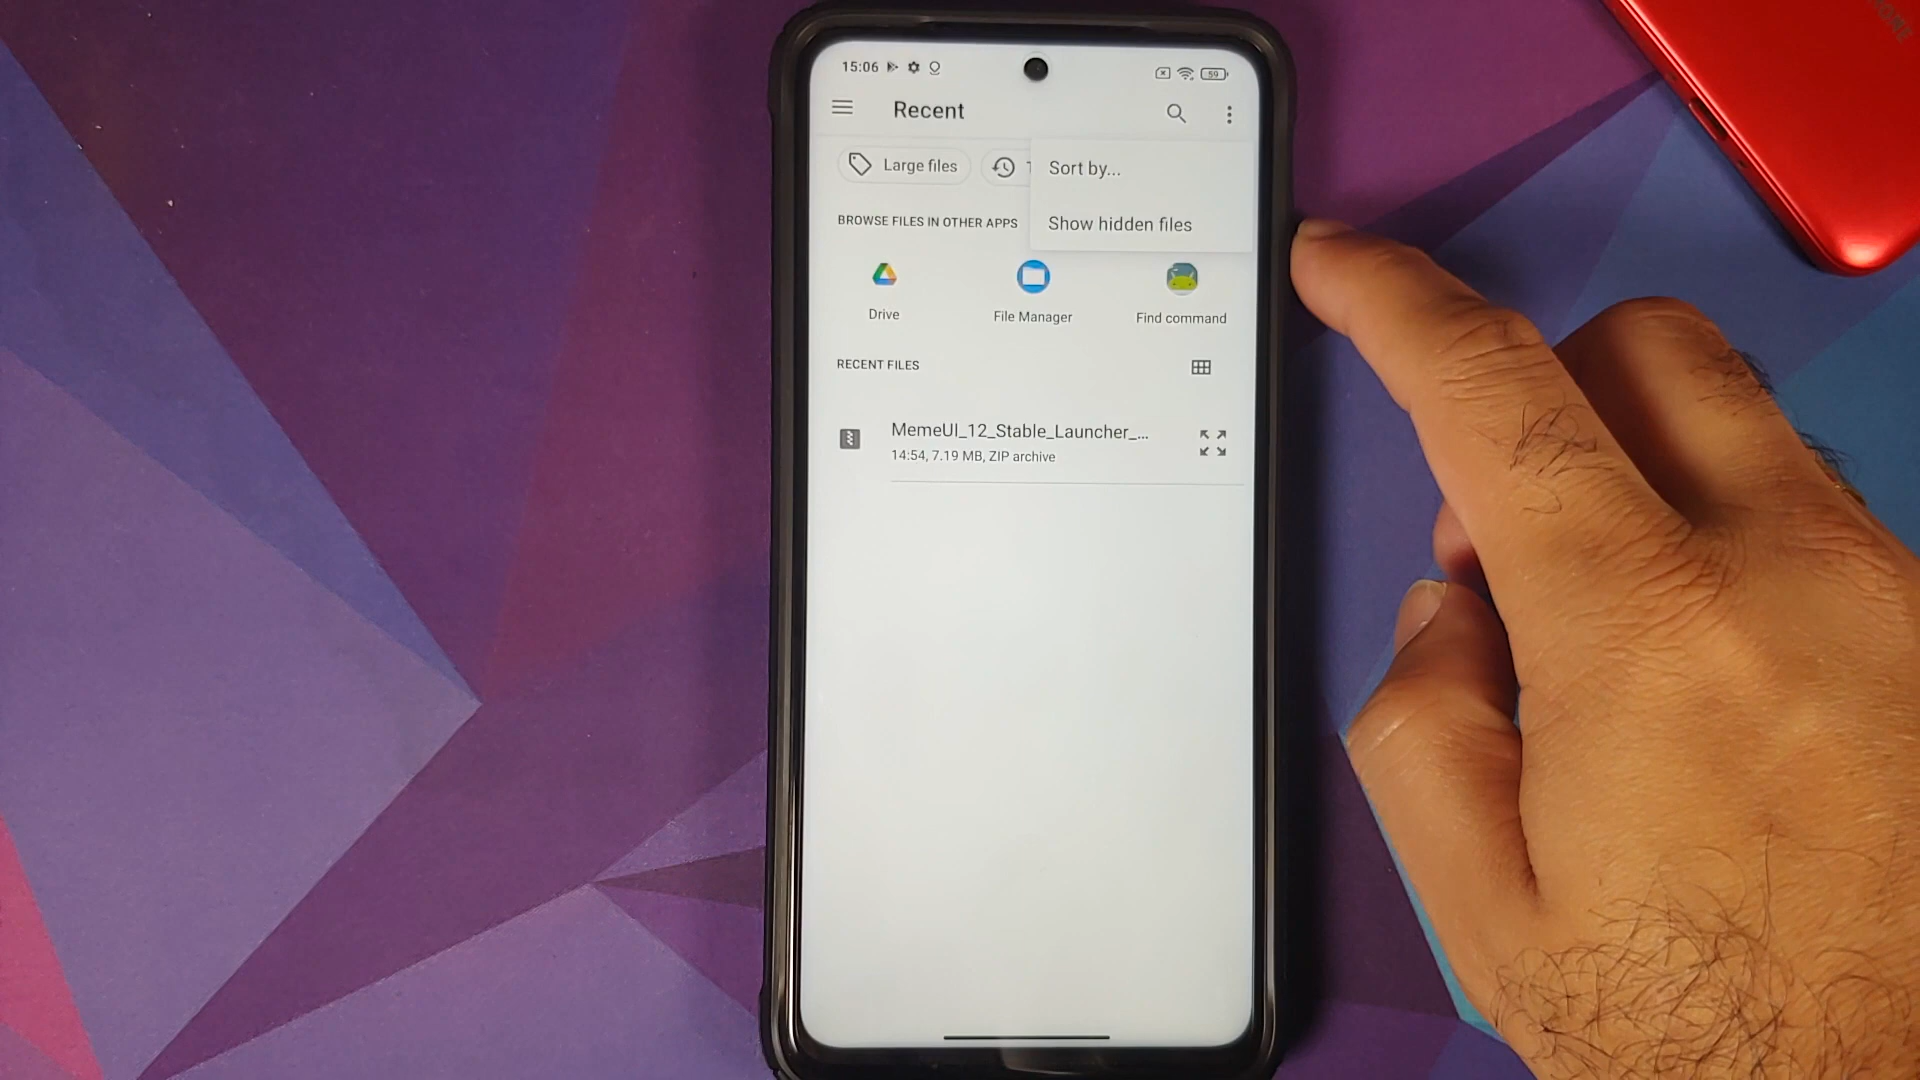 15:06
59
Recent
Large files
Sort by...
Show hidden files
BROWSE FILES IN OTHER APPS
Drive
File Manager
Find command
RECENT FILES
MemeUI_12_Stable_Launcher_...
14:54, 7.19 MB, ZIP archive